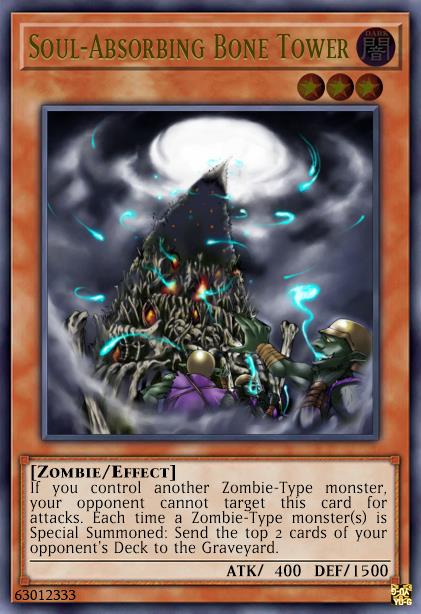 Soul-Absorbing Bone Tower
DARK
闇
[Zombie/Effect]
If you control another Zombie-Type monster,
your opponent cannot target this card for
attacks. Each time a Zombie-Type monster(s) is
Special Summoned: Send the top 2 cards of your
opponent's Deck to the Graveyard.
ATK/ 400 DEF/1500
63012333